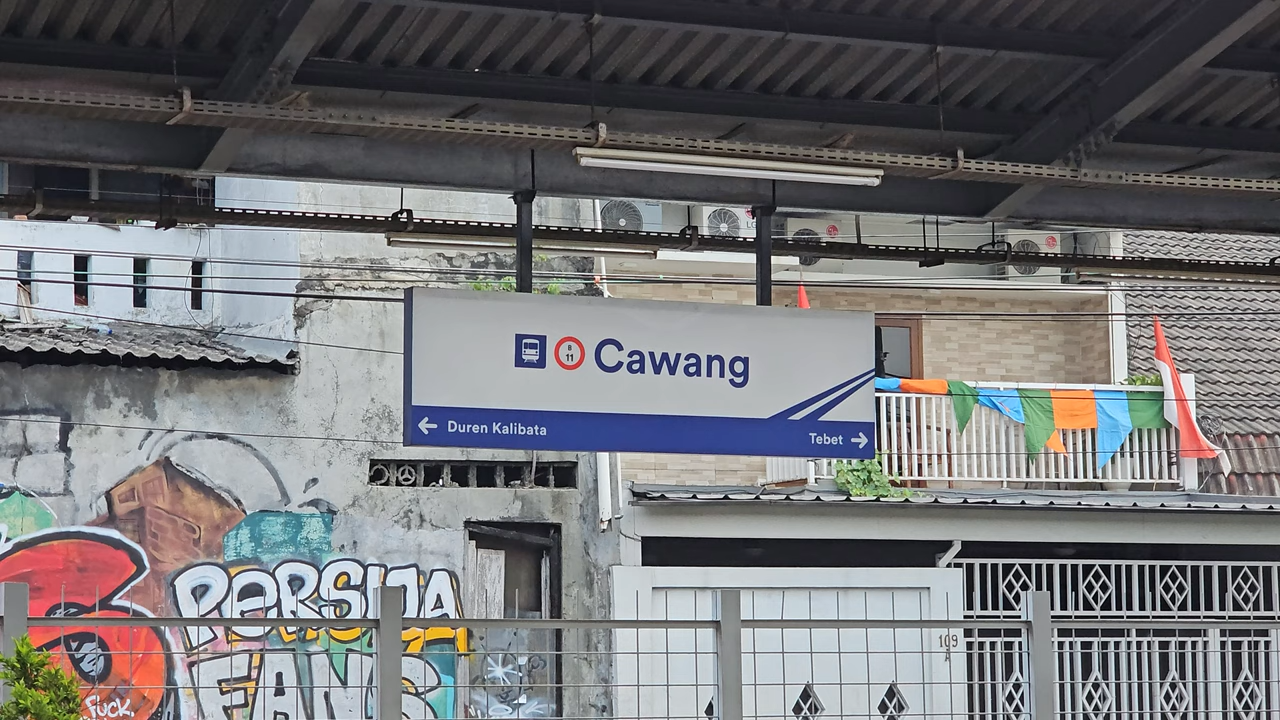 B
11
Cawang
← Duren Kalibata
Tebet →
PERSIJA
FANS
FUCK.
109
A